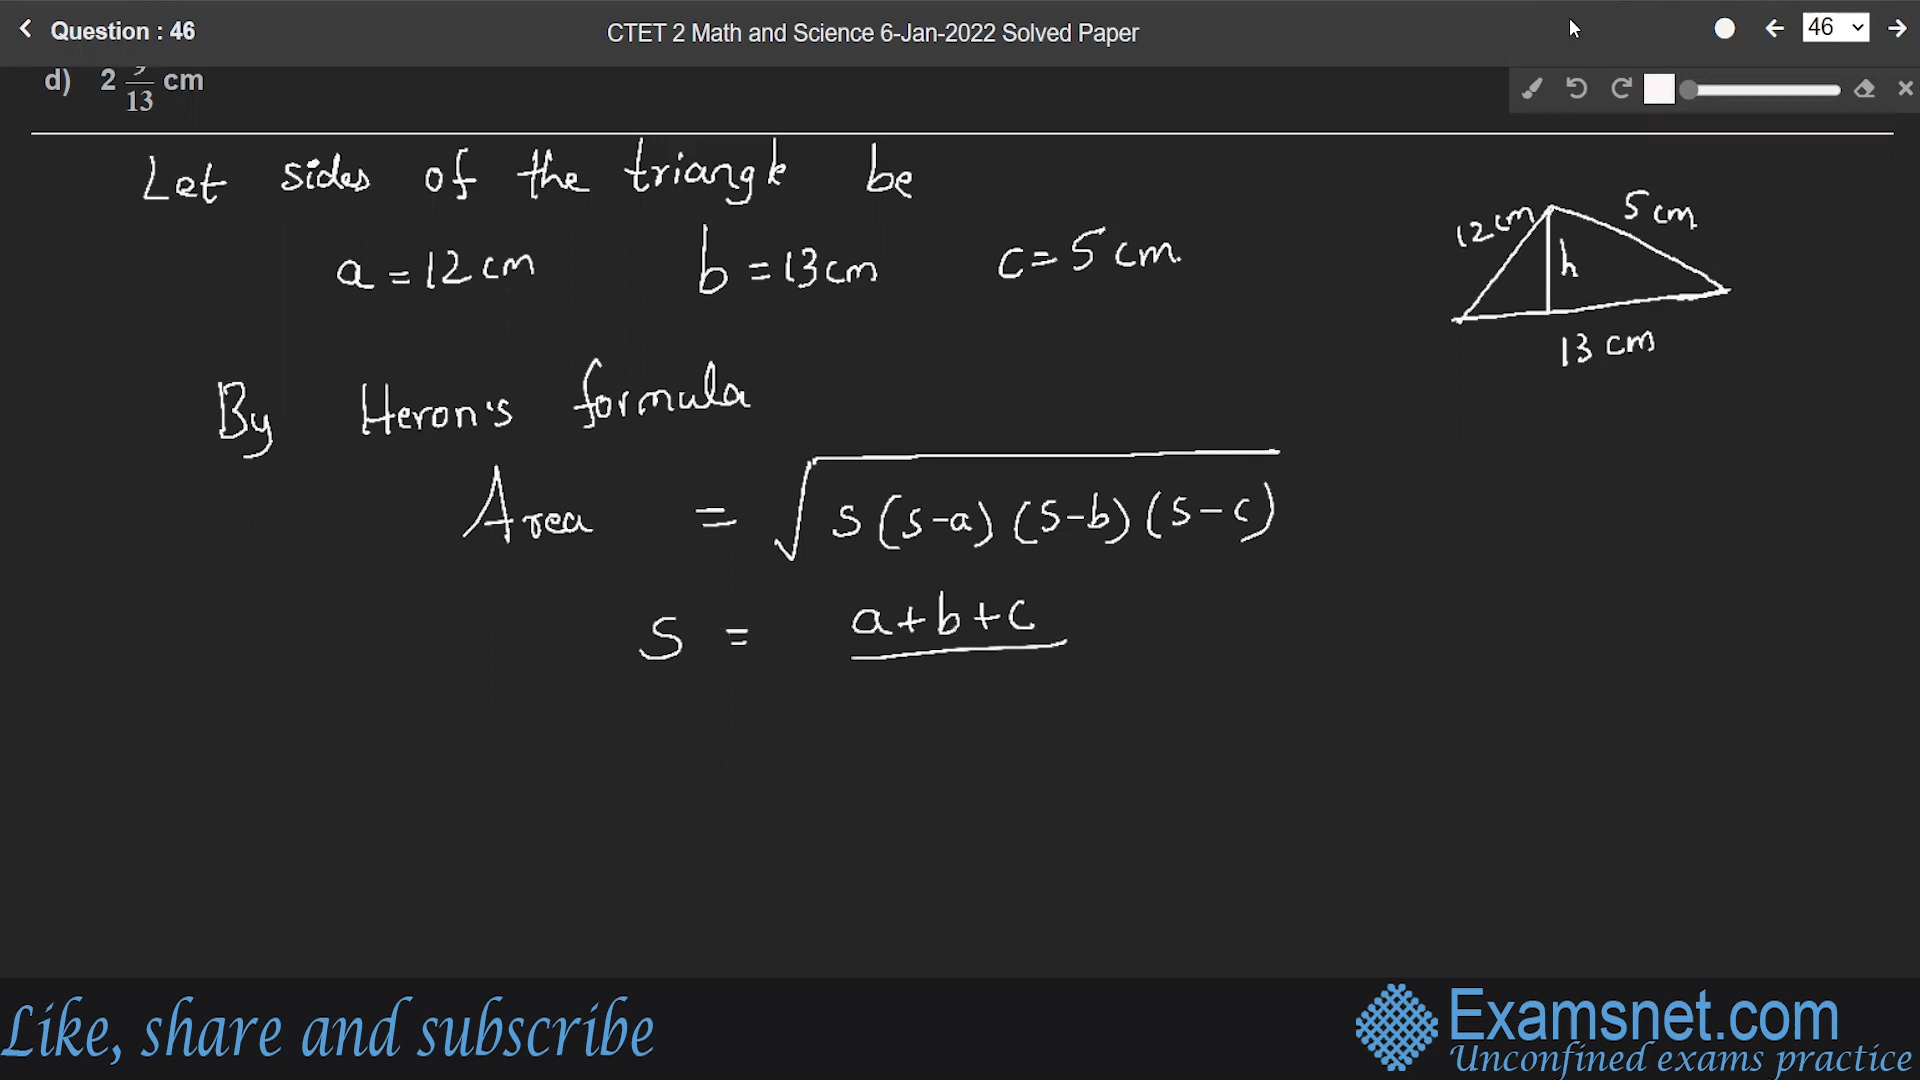 Question : 46
CTET 2 Math and Science 6-Jan-2022 Solved Paper
46
d) 2 9/13 cm
Let sides of the triangle be
a = 12 cm b = 13 cm c = 5 cm.
12 cm 5 cm
h
13 cm
By Heron's formula
Area = √s(s-a)(s-b)(s-c)
S = a+b+c
Like, share and subscribe
Examsnet.com
Unconfined exams practice